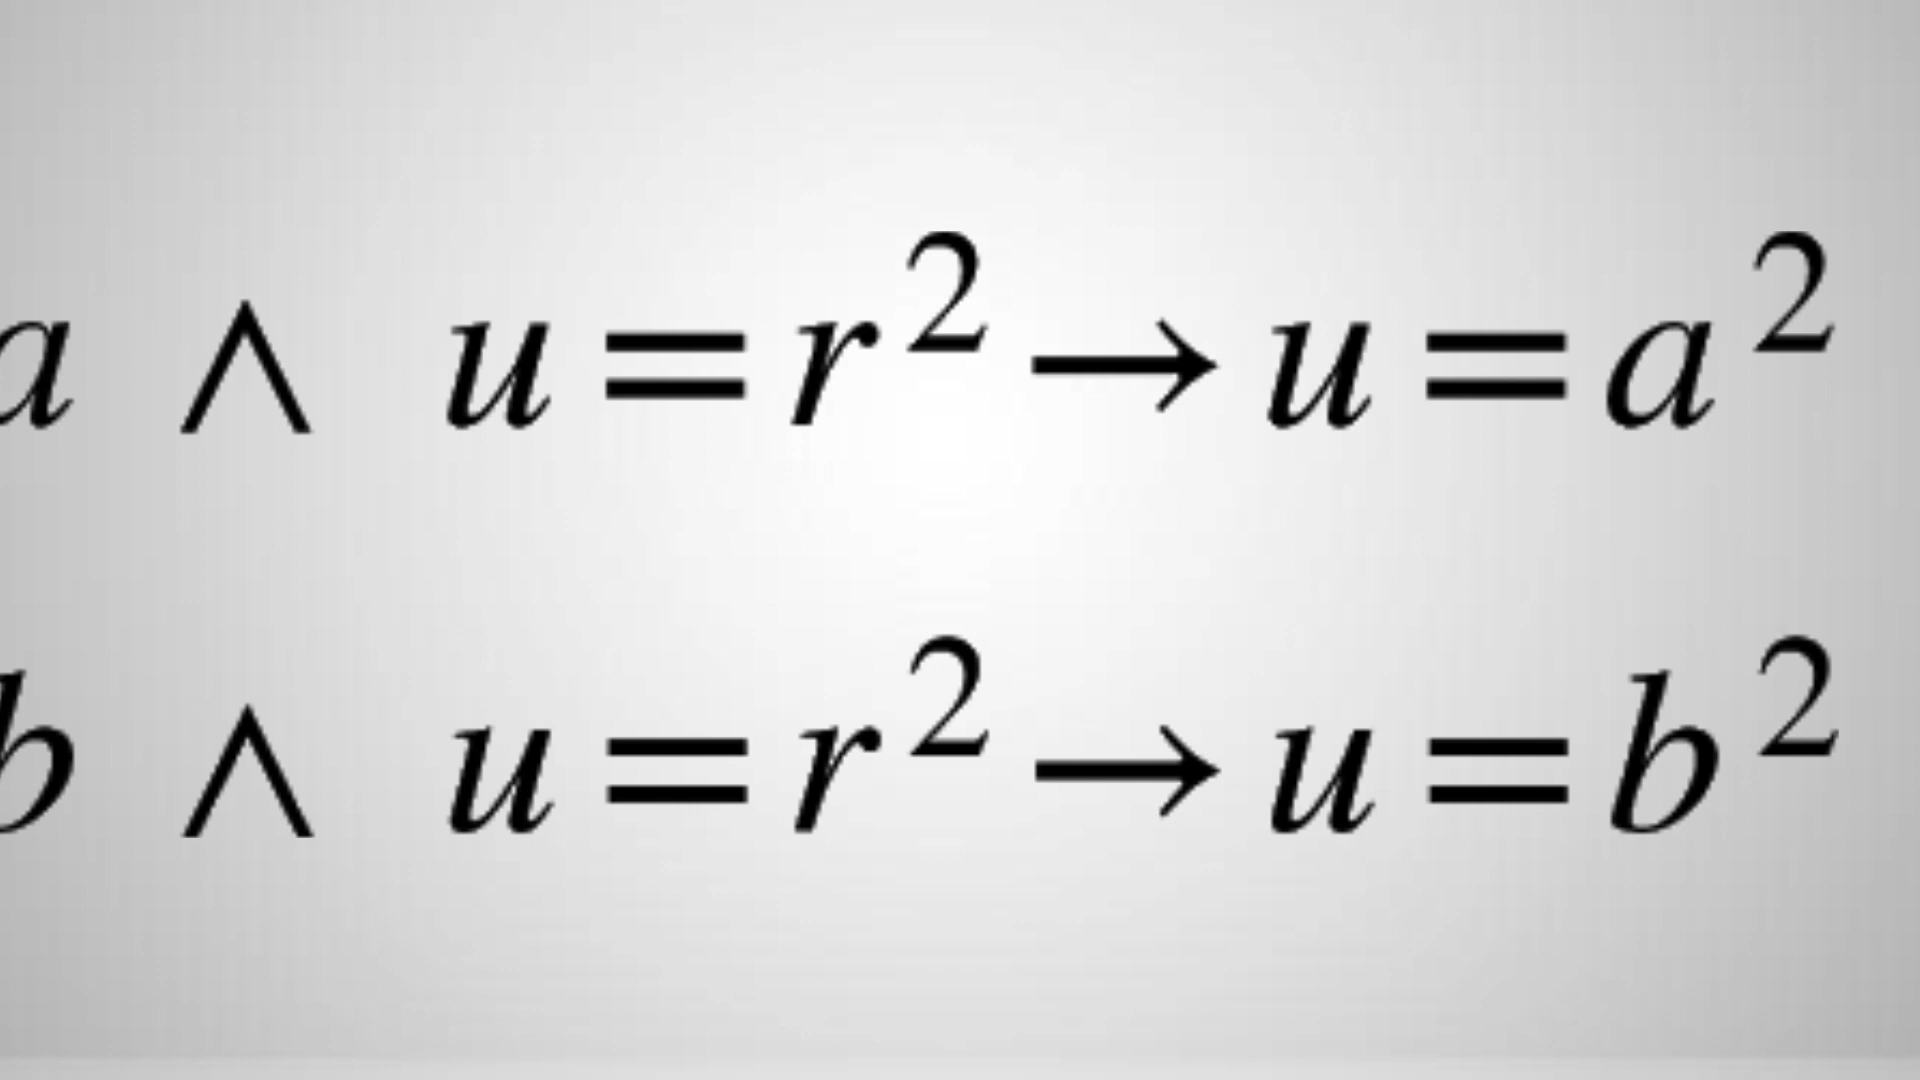 a ∧ u = r² → u = a²
b ∧ u = r² → u = b²